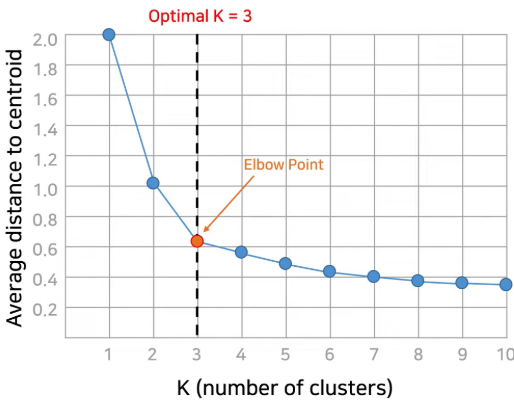 Optimal K = 3
Average distance to centroid
2.0
1.8
1.6
1.4
1.2
1.0
0.8
0.6
0.4
0.2
Elbow Point
1 2 3 4 5 6 7 8 9 10
K (number of clusters)